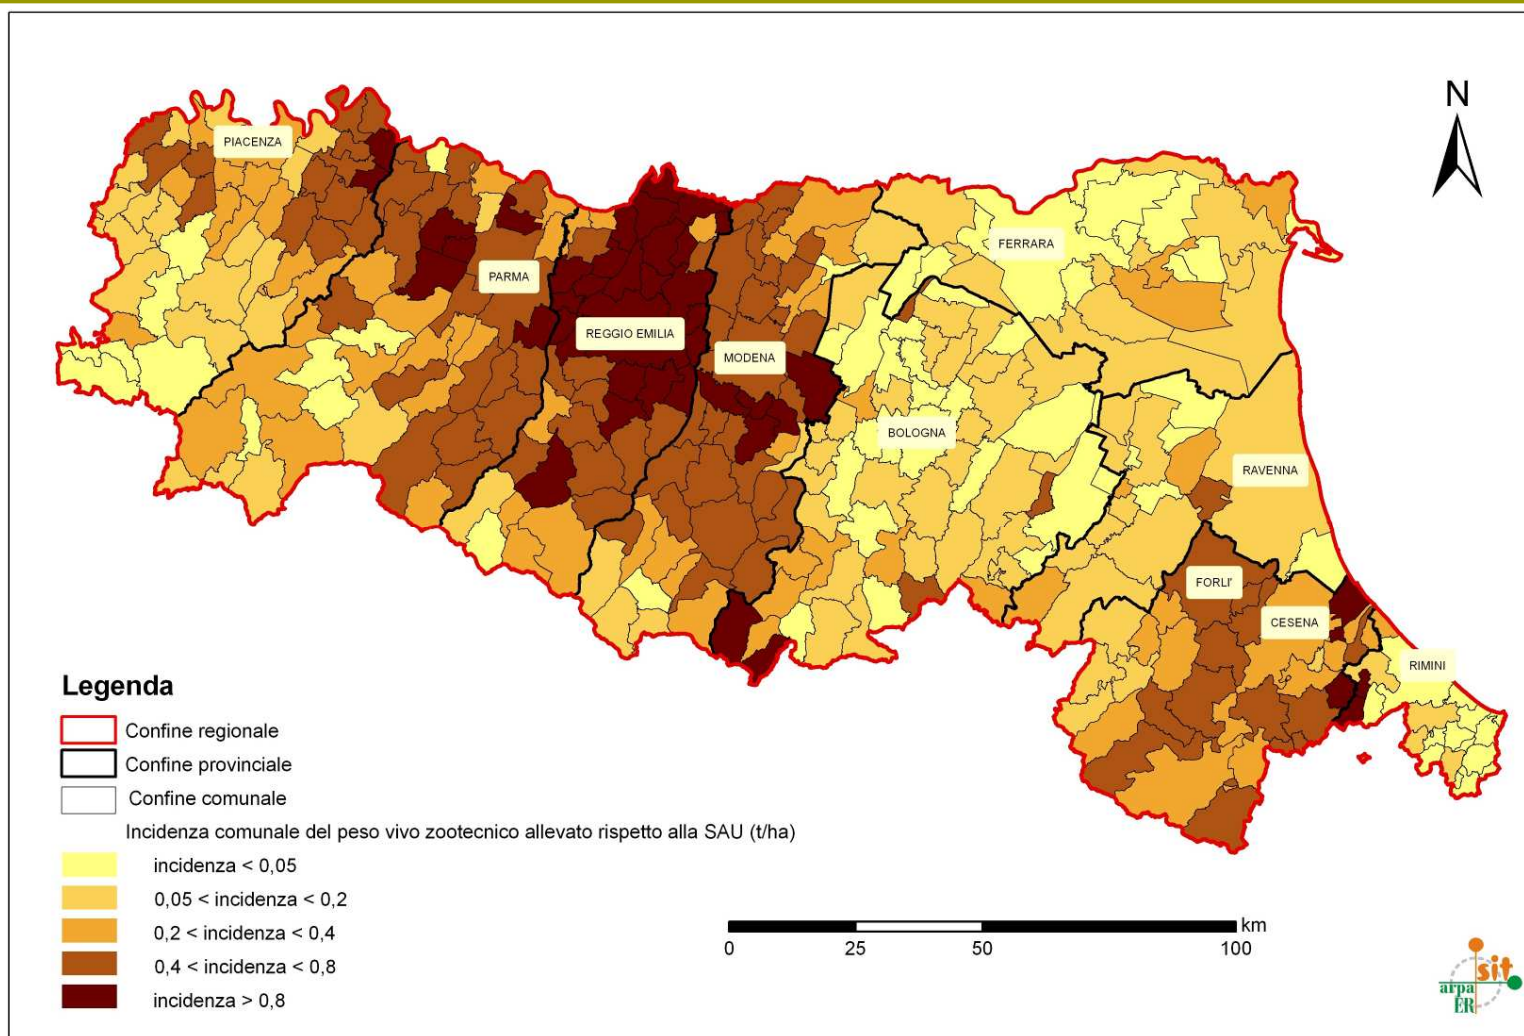 N
PIACENZA
FERRARA
PARMA
REGGIO EMILIA
MODENA
BOLOGNA
RAVENNA
FORLI'
CESENA
RIMINI
Legenda
Confine regionale
Confine provinciale
Confine comunale
Incidenza comunale del peso vivo zootecnico allevato rispetto alla SAU (t/ha)
incidenza < 0,05
0,05 < incidenza < 0,2
0,2 < incidenza < 0,4
0,4 < incidenza < 0,8
incidenza > 0,8
km
0 25 50 100
sit
arpa
ER